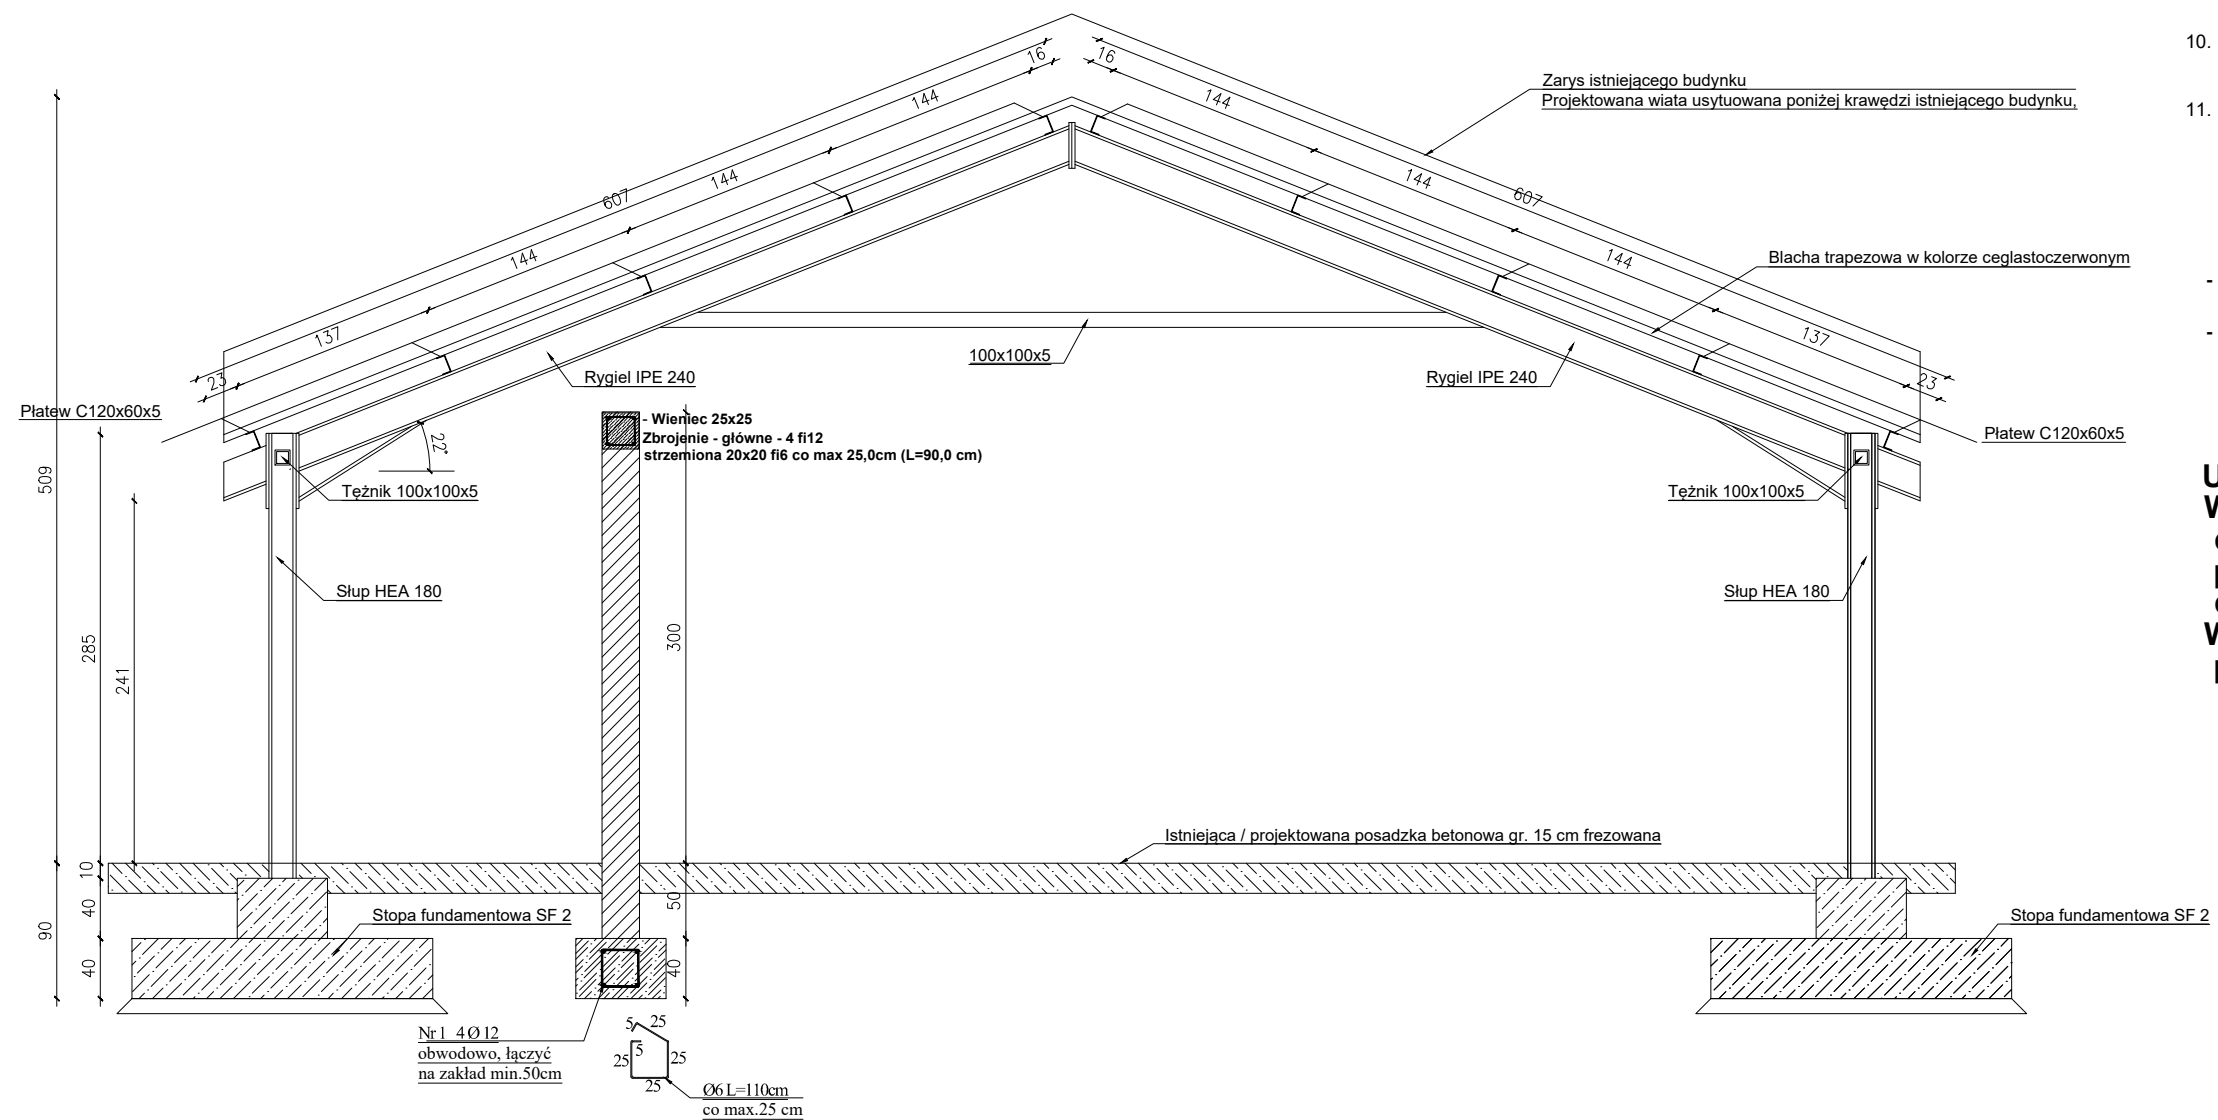 10.
Zarys istniejącego budynku
Projektowana wiata usytuowana poniżej krawędzi istniejącego budynku,
11.
16
16
144
144
144
144
607
607
144
144
137
137
23
23
Blacha trapezowa w kolorze ceglastoczerwonym
-
-
100x100x5
Rygiel IPE 240
Rygiel IPE 240
Płatew C120x60x5
Płatew C120x60x5
- Wieniec 25x25
Zbrojenie - główne - 4 fi12
strzemiona 20x20 fi6 co max 25,0cm (L=90,0 cm)
22°
Tężnik 100x100x5
Tężnik 100x100x5
509
285
241
300
Słup HEA 180
Słup HEA 180
Istniejąca / projektowana posadzka betonowa gr. 15 cm frezowana
10
40
40
90
50
40
Stopa fundamentowa SF 2
Stopa fundamentowa SF 2
Nr 1 4 Ø 12
obwodowo, łączyć
na zakład min.50cm
5
25
5
25
25
25
Ø6 L=110cm
co max.25 cm